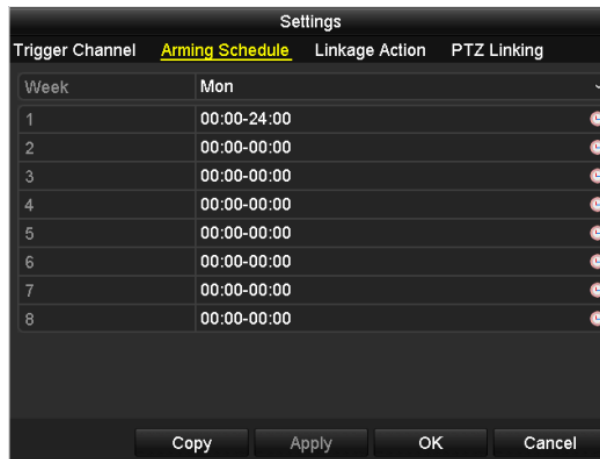 Settings
Trigger Channel Arming Schedule Linkage Action PTZ Linking
Week Mon
1 00:00-24:00
2 00:00-00:00
3 00:00-00:00
4 00:00-00:00
5 00:00-00:00
6 00:00-00:00
7 00:00-00:00
8 00:00-00:00
Copy Apply OK Cancel